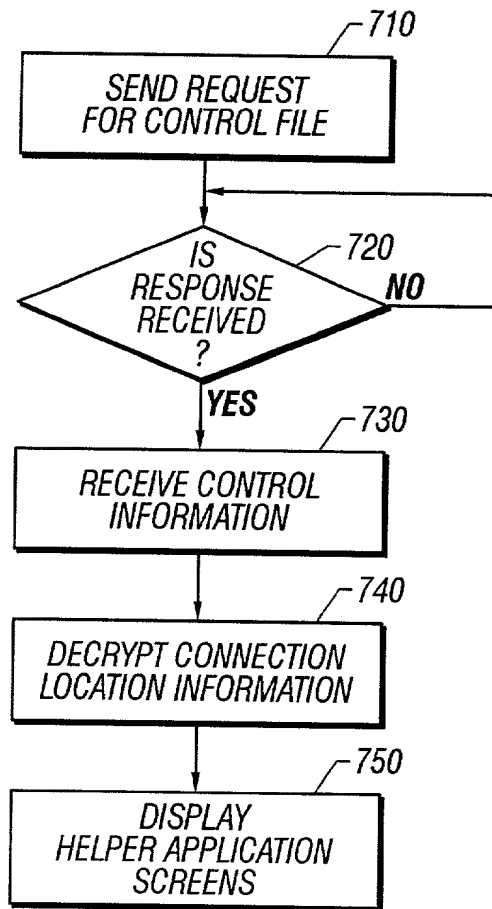 710
SEND REQUEST
FOR CONTROL FILE
720
IS
RESPONSE
RECEIVED
?
NO
YES
730
RECEIVE CONTROL
INFORMATION
740
DECRYPT CONNECTION
LOCATION INFORMATION
750
DISPLAY
HELPER APPLICATION
SCREENS